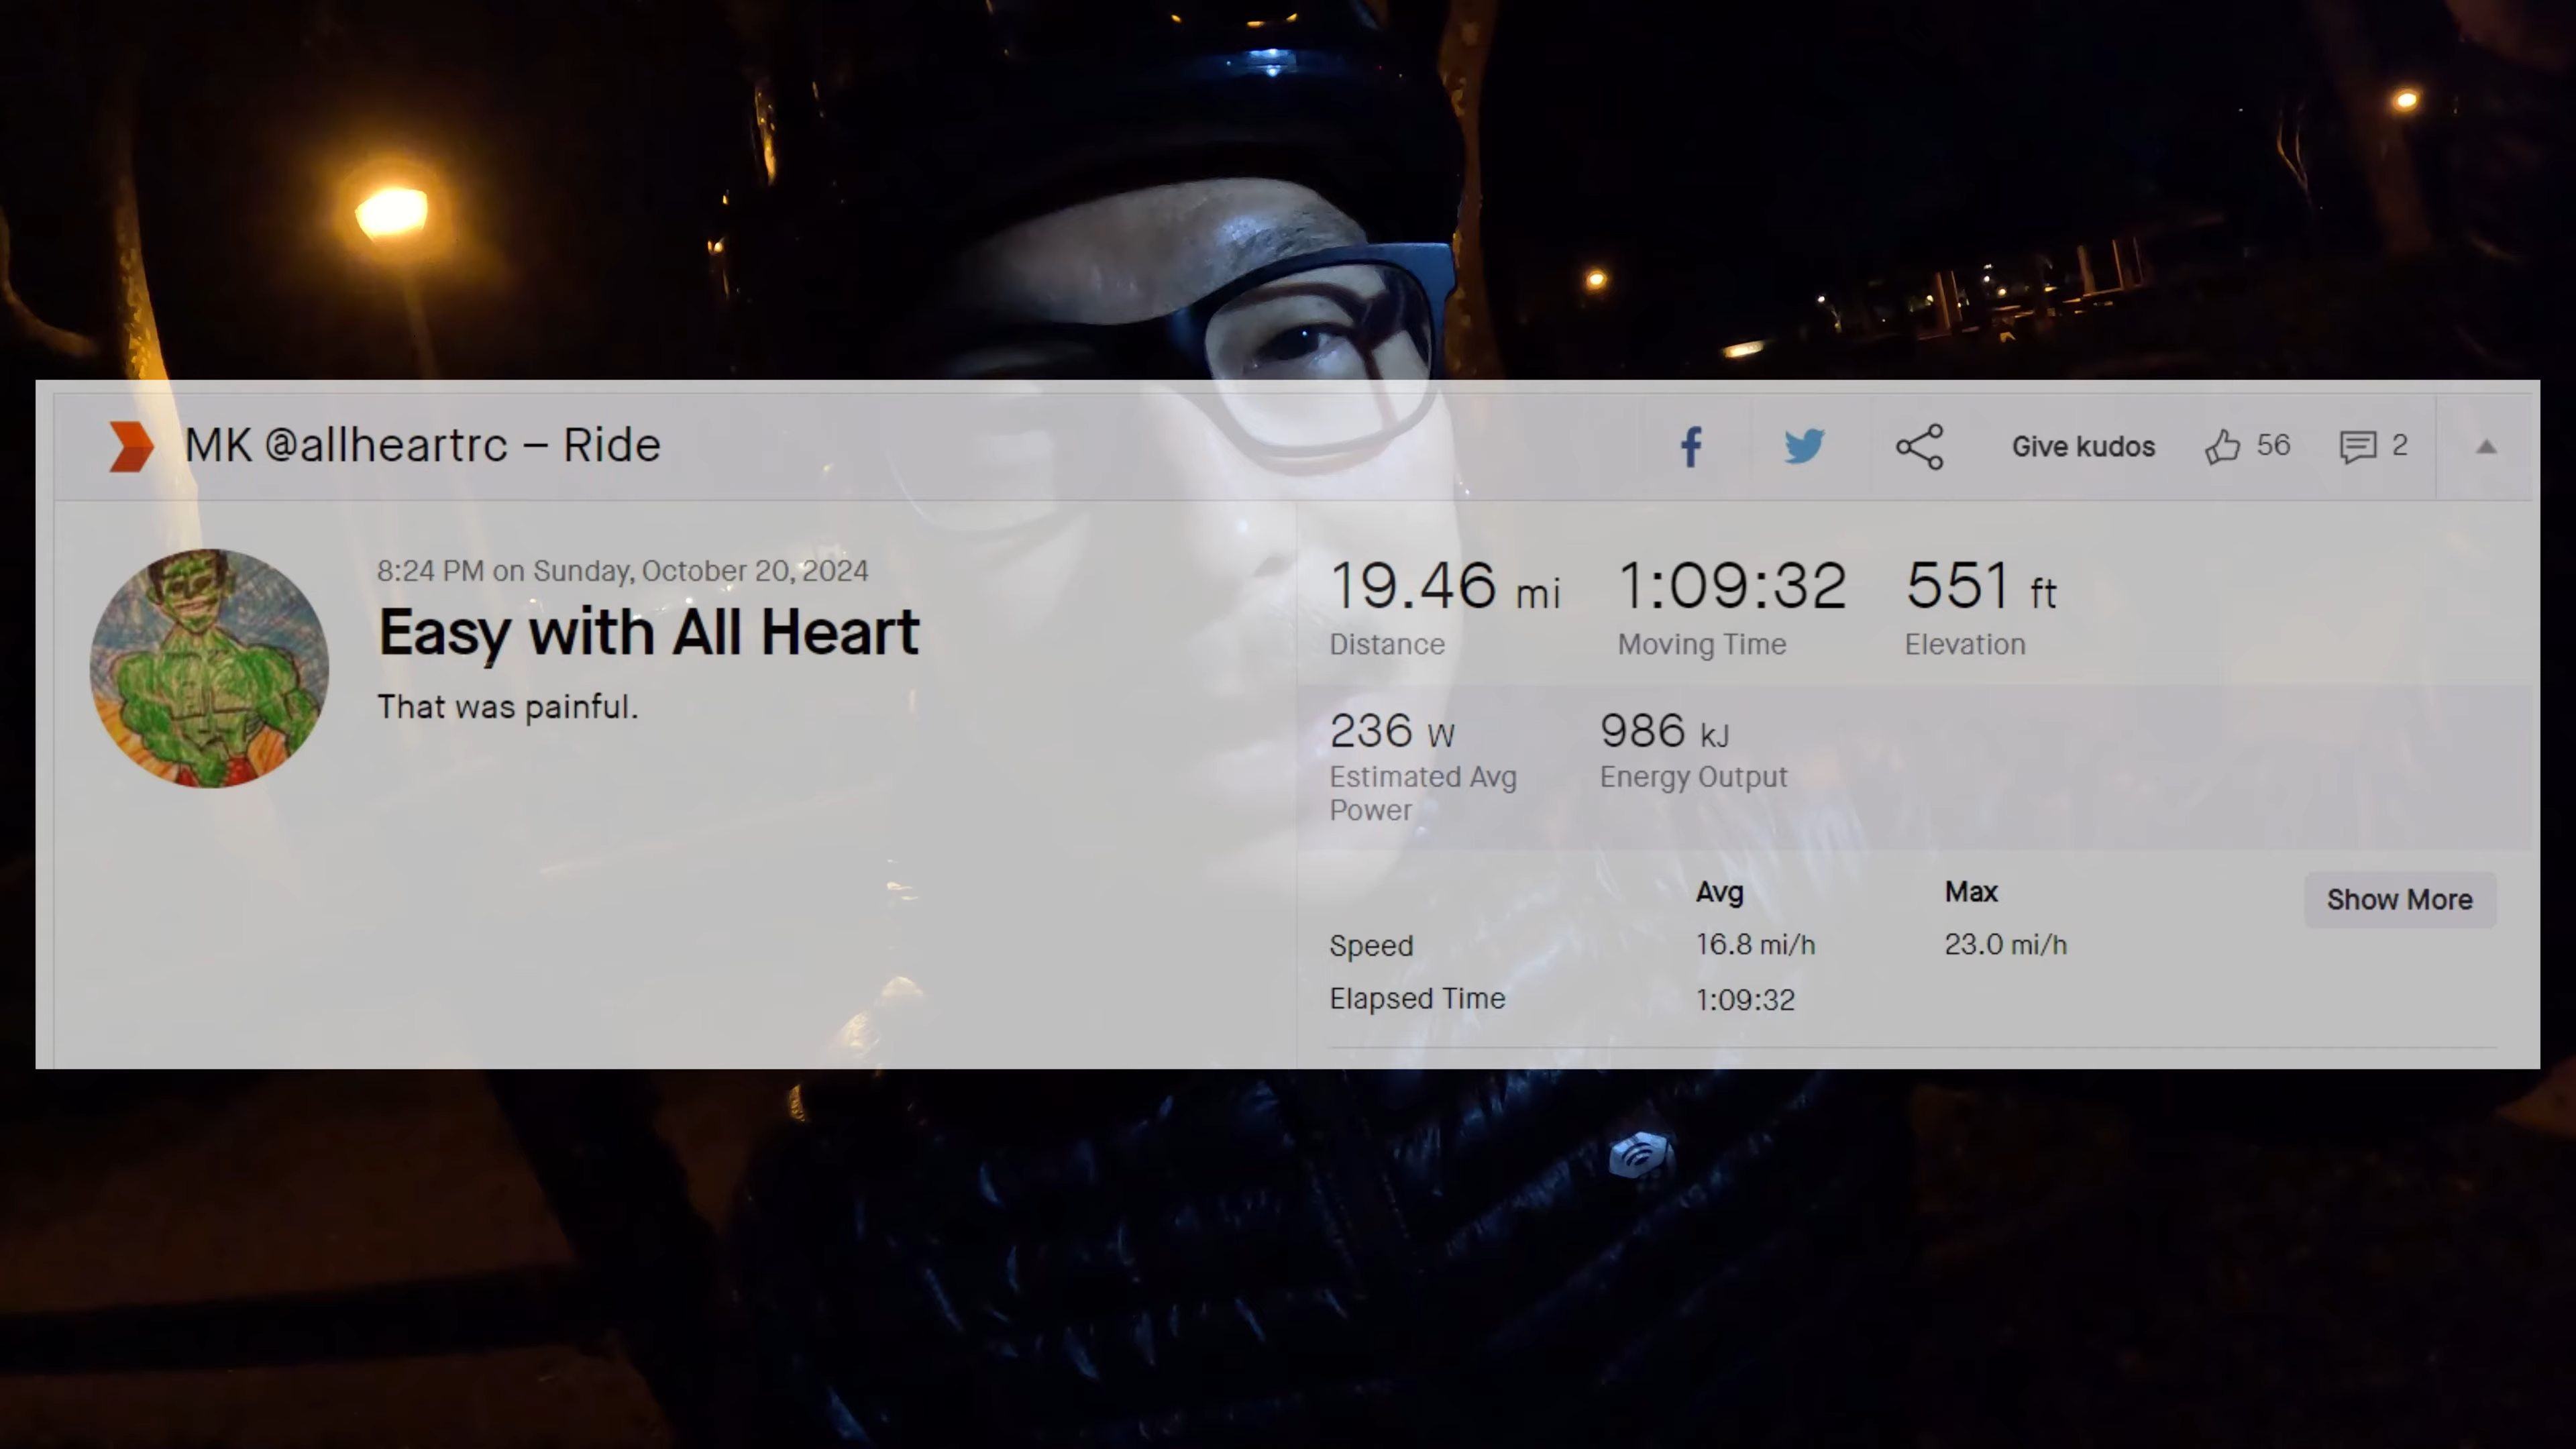 MK @allheartrc – Ride
Give kudos
56
2
8:24 PM on Sunday, October 20, 2024
Easy with All Heart
That was painful.
19.46 mi
Distance
1:09:32
Moving Time
551 ft
Elevation
236 W
Estimated Avg
Power
986 kJ
Energy Output
Avg Max
Show More
Speed 16.8 mi/h 23.0 mi/h
Elapsed Time 1:09:32